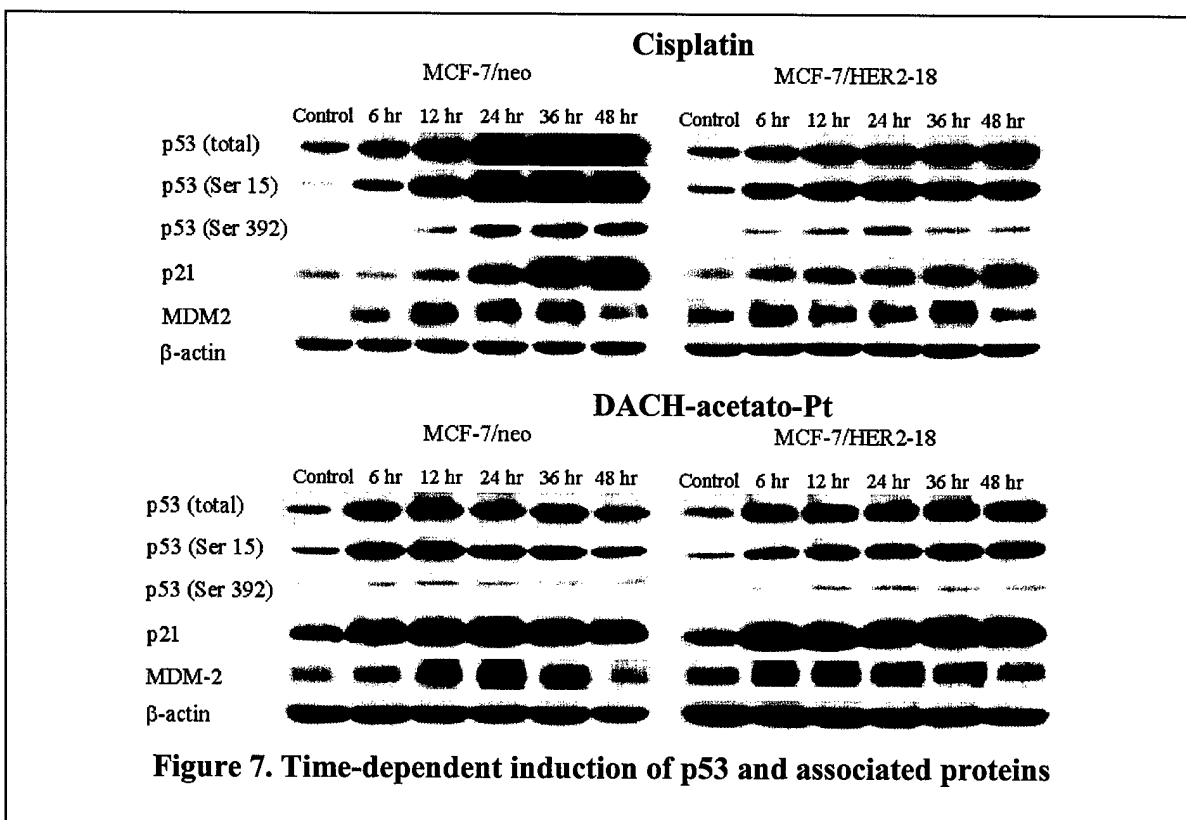 Cisplatin
MCF-7/neo
MCF-7/HER2-18
Control 6 hr 12 hr 24 hr 36 hr 48 hr
Control 6 hr 12 hr 24 hr 36 hr 48 hr
p53 (total)
p53 (Ser 15)
p53 (Ser 392)
p21
MDM2
β-actin
DACH-acetato-Pt
MCF-7/neo
MCF-7/HER2-18
Control 6 hr 12 hr 24 hr 36 hr 48 hr
Control 6 hr 12 hr 24 hr 36 hr 48 hr
p53 (total)
p53 (Ser 15)
p53 (Ser 392)
p21
MDM-2
β-actin
Figure 7. Time-dependent induction of p53 and associated proteins